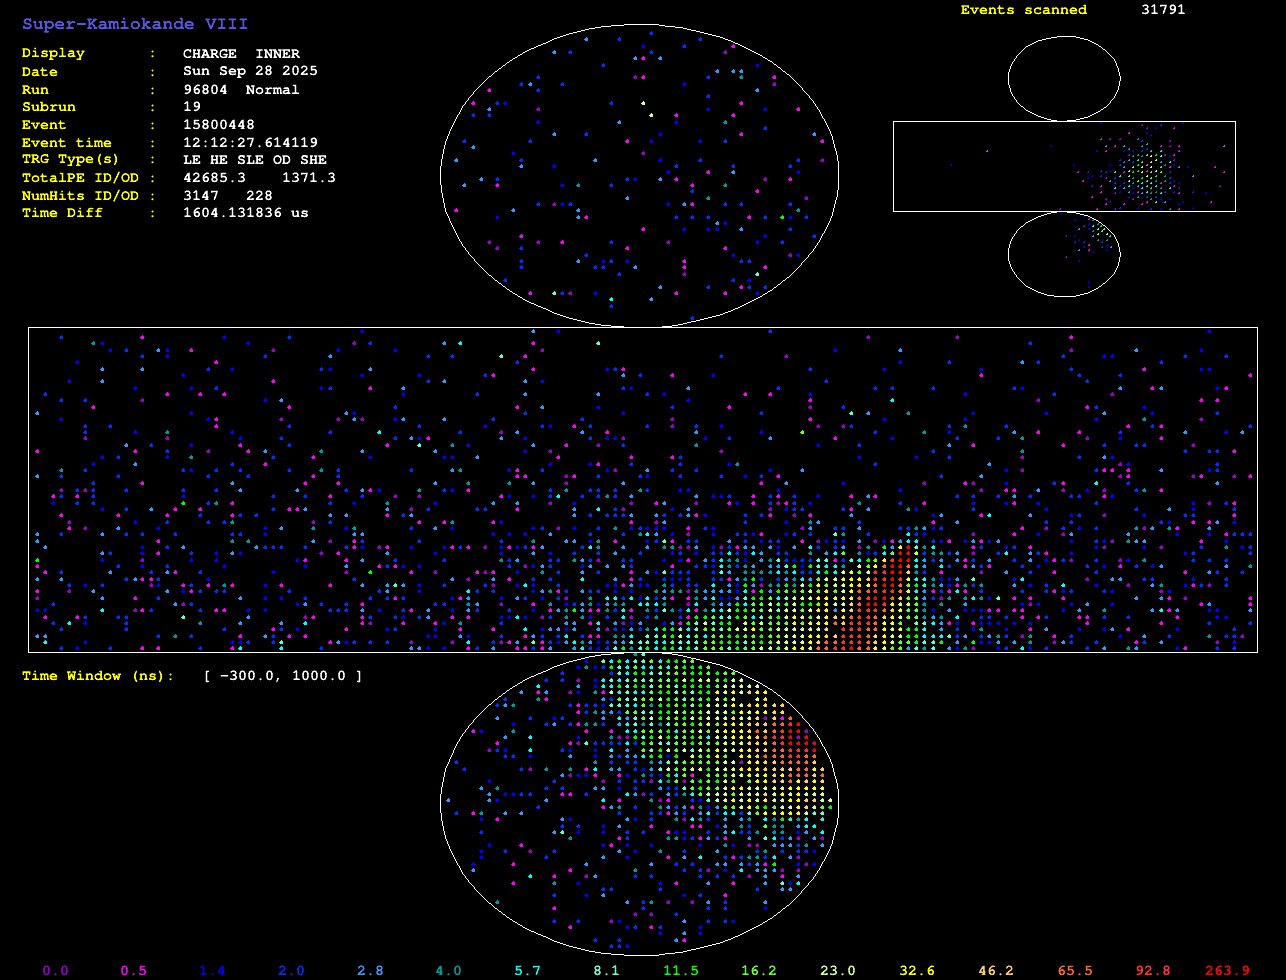 Super-Kamiokande VIII
Events scanned 31791
Display : CHARGE INNER
Date : Sun Sep 28 2025
Run : 96804 Normal
Subrun : 19
Event : 15800448
Event time : 12:12:27.614119
TRG Type(s) : LE HE SLE OD SHE
TotalPE ID/OD : 42685.3 1371.3
NumHits ID/OD : 3147 228
Time Diff : 1604.131836 us
Time Window (ns): [ -300.0, 1000.0 ]
0.0 0.5 1.4 2.0 2.8 4.0 5.7 8.1 11.5 16.2 23.0 32.6 46.2 65.5 92.8 263.9